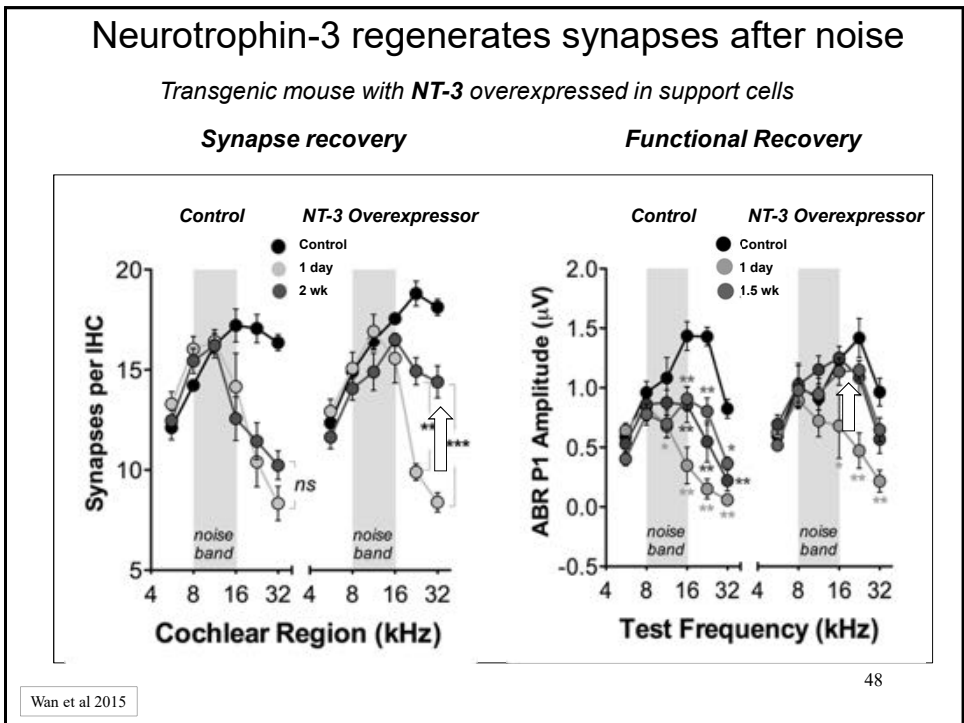 Neurotrophin-3 regenerates synapses after noise
Transgenic mouse with NT-3 overexpressed in support cells
Synapse recovery
Functional Recovery
Control
NT-3 Overexpressor
Control
1 day
2 wk
Synapses per IHC
20
15
10
5
noise
band
noise
band
ns
**
***
4 8 16 32 4 8 16 32
Cochlear Region (kHz)
Control
NT-3 Overexpressor
Control
1 day
1.5 wk
ABR P1 Amplitude (μV)
2.0
1.5
1.0
0.5
0.0
-0.5
**
**
**
**
*
**
*
**
**
**
*
**
**
noise
band
noise
band
4 8 16 32 4 8 16 32
Test Frequency (kHz)
48
Wan et al 2015